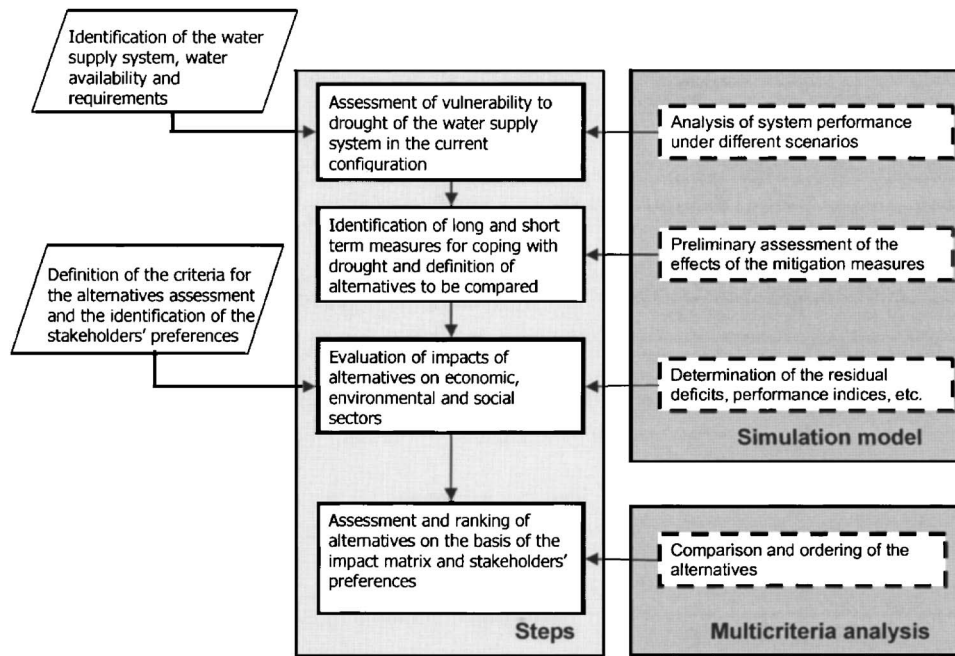 Identification of the water
supply system, water
availability and
requirements
Assessment of vulnerability to
drought of the water supply
system in the current
configuration
Analysis of system performance
under different scenarios
Identification of long and short
term measures for coping with
drought and definition of
alternatives to be compared
Preliminary assessment of the
effects of the mitigation measures
Definition of the criteria for
the alternatives assessment
and the identification of the
stakeholders' preferences
Evaluation of impacts of
alternatives on economic,
environmental and social
sectors
Determination of the residual
deficits, performance indices, etc.
Simulation model
Assessment and ranking of
alternatives on the basis of the
impact matrix and stakeholders'
preferences
Comparison and ordering of the
alternatives
Steps
Multicriteria analysis